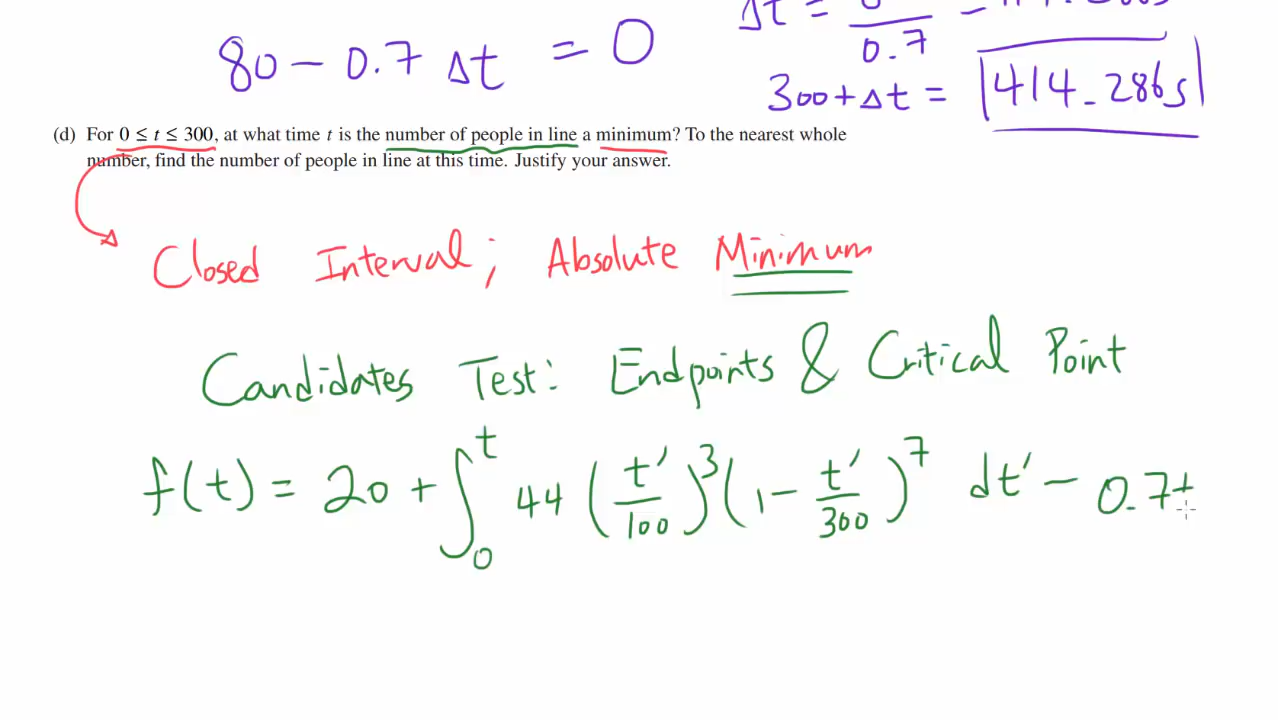 Δt = 0.7
80 − 0.7 Δt = 0
300 + Δt = 414.286s
(d) For 0 ≤ t ≤ 300, at what time t is the number of people in line a minimum? To the nearest whole
number, find the number of people in line at this time. Justify your answer.
Closed Interval; Absolute Minimum
Candidates Test: Endpoints & Critical Point
f(t) = 20 + ∫₀ᵗ 44 (t′/100)³ (1 − t′/300)⁷ dt′ − 0.7t